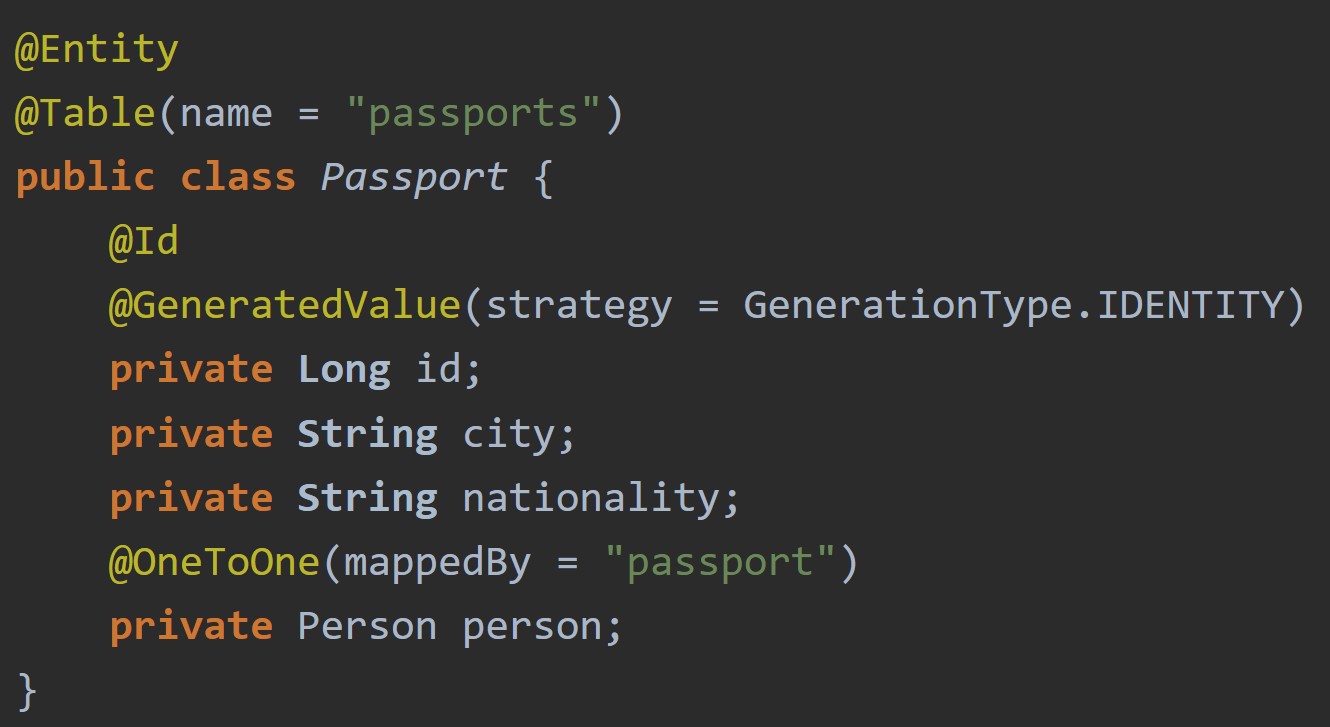 @Entity
@Table(name = "passports")
public class Passport {
    @Id
    @GeneratedValue(strategy = GenerationType.IDENTITY)
    private Long id;
    private String city;
    private String nationality;
    @OneToOne(mappedBy = "passport")
    private Person person;
}